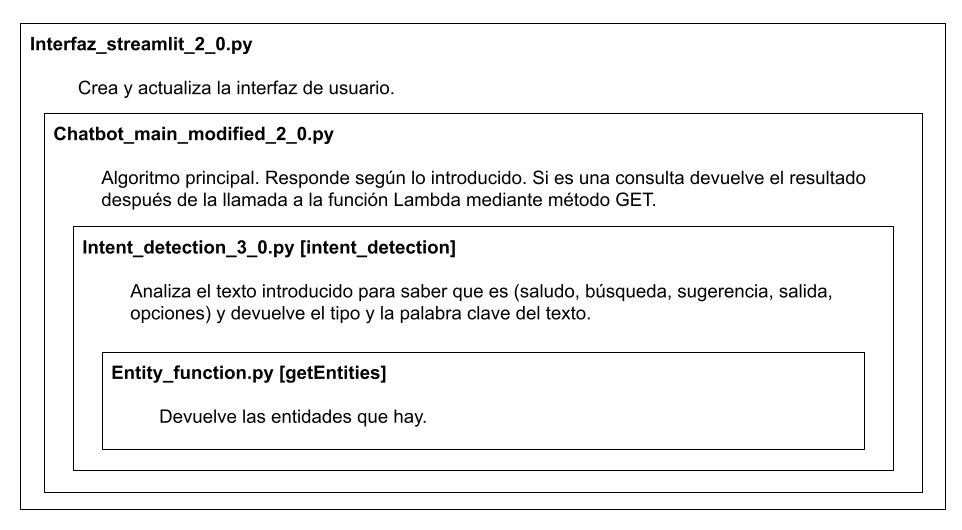 Interfaz_streamlit_2_0.py
Crea y actualiza la interfaz de usuario.
Chatbot_main_modified_2_0.py
Algoritmo principal. Responde según lo introducido. Si es una consulta devuelve el resultado
después de la llamada a la función Lambda mediante método GET.
Intent_detection_3_0.py [intent_detection]
Analiza el texto introducido para saber que es (saludo, búsqueda, sugerencia, salida,
opciones) y devuelve el tipo y la palabra clave del texto.
Entity_function.py [getEntities]
Devuelve las entidades que hay.